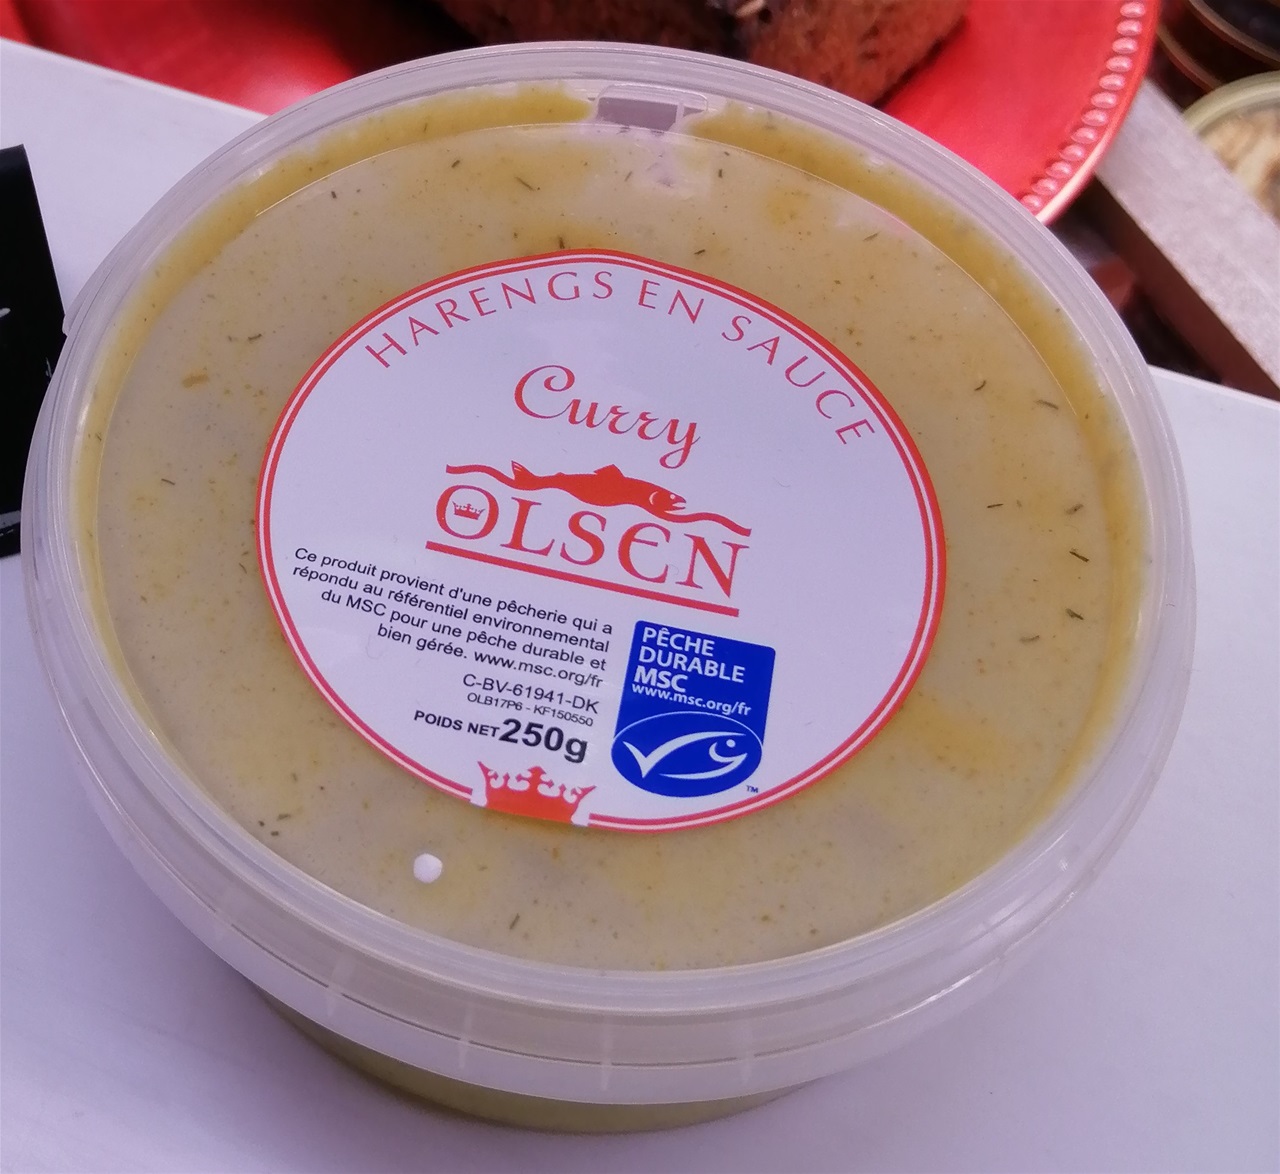 HARENGS EN SAUCE
Curry
OLSEN
Ce produit provient d'une pêcherie qui a
répondu au référentiel environnemental
du MSC pour une pêche durable et
bien gérée. www.msc.org/fr
C-BV-61941-DK
OLB17P6 - KF150550
POIDS NET 250g
PÊCHE
DURABLE
MSC
www.msc.org/fr
TM